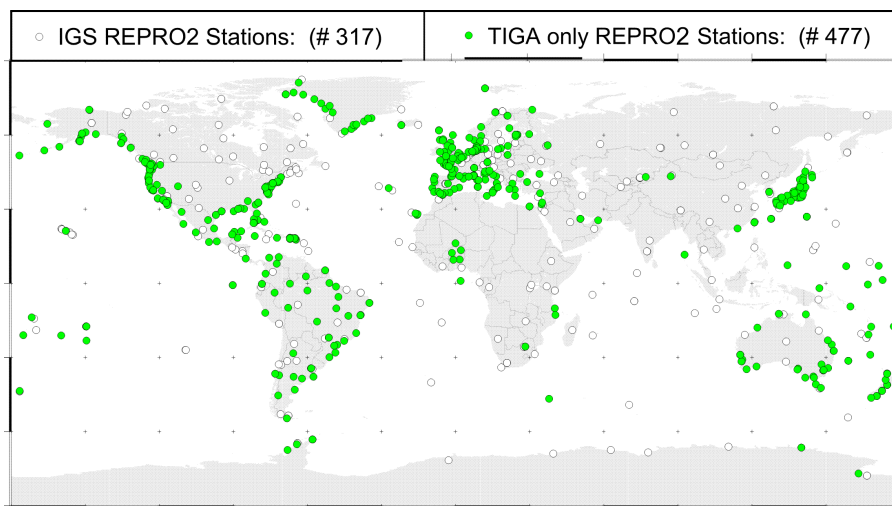 IGS REPRO2 Stations: (# 317)
TIGA only REPRO2 Stations: (# 477)